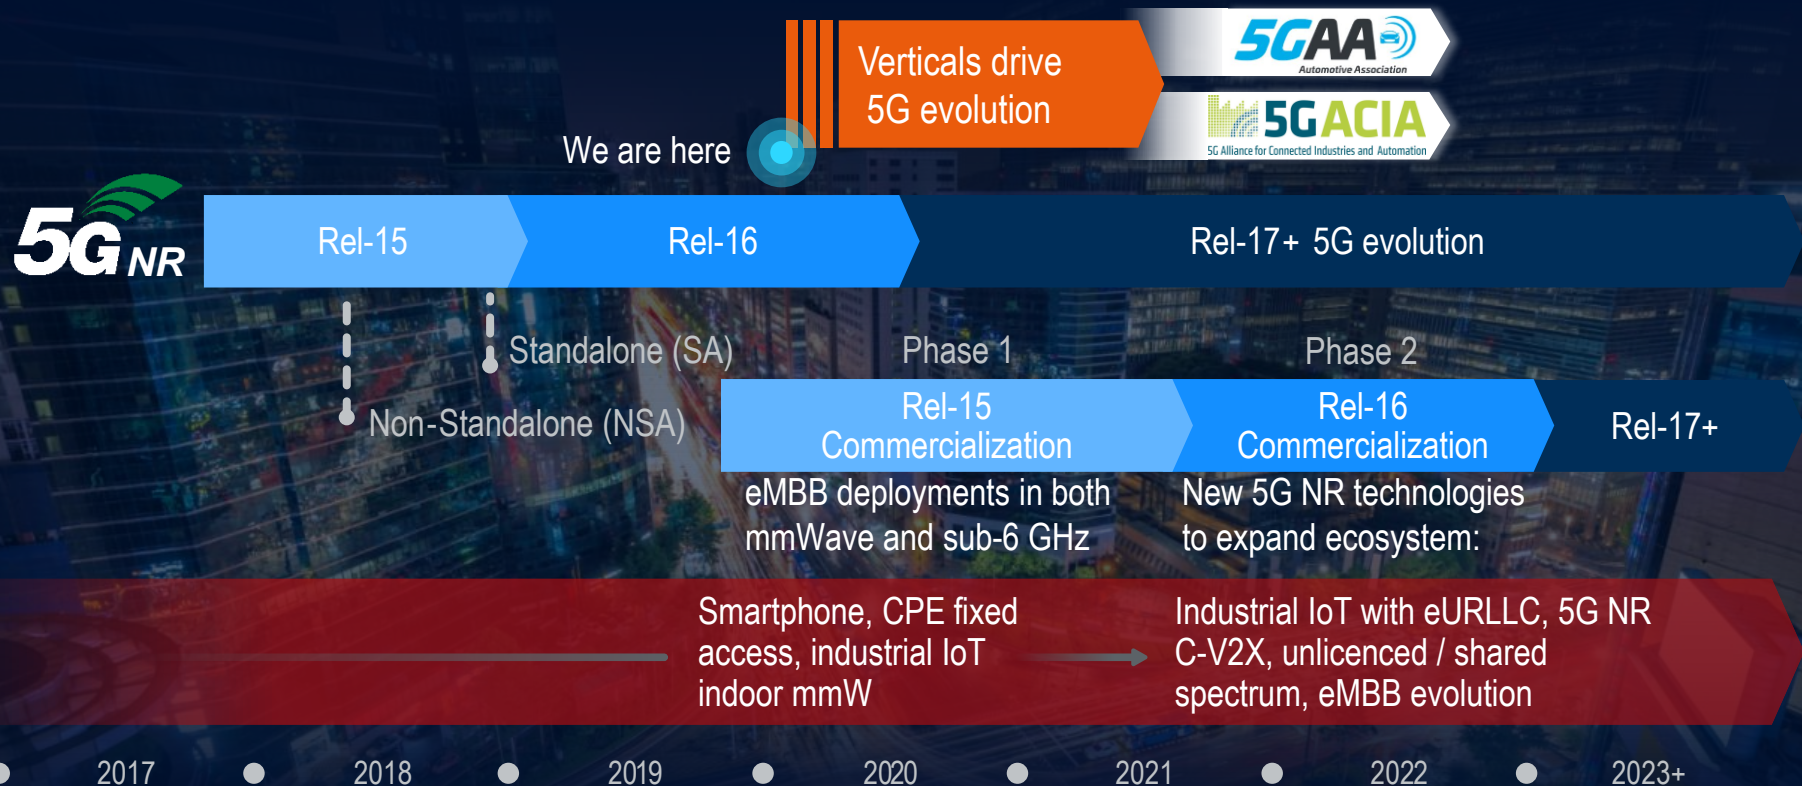 Verticals drive
5G evolution
5GAA
Automotive Association
5G ACIA
5G Alliance for Connected Industries and Automation
We are here
5G NR
Rel-15
Rel-16
Rel-17+ 5G evolution
Standalone (SA)
Non-Standalone (NSA)
Phase 1
Phase 2
Rel-15
Commercialization
Rel-16
Commercialization
Rel-17+
eMBB deployments in both
mmWave and sub-6 GHz
New 5G NR technologies
to expand ecosystem:
Smartphone, CPE fixed
access, industrial IoT
indoor mmW
Industrial IoT with eURLLC, 5G NR
C-V2X, unlicenced / shared
spectrum, eMBB evolution
2017 2018 2019 2020 2021 2022 2023+